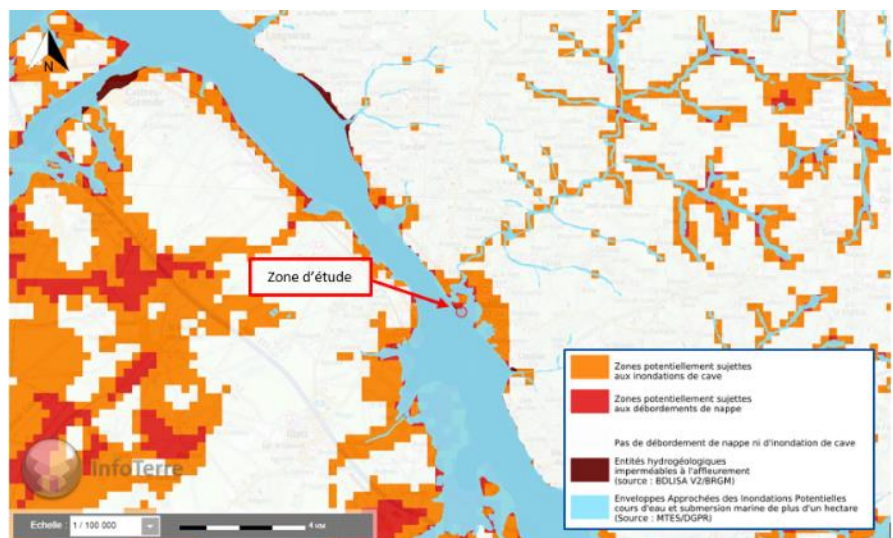 N
Zone d'étude
Zones potentiellement sujettes
aux inondations de cave
Zones potentiellement sujettes
aux débordements de nappe
Pas de débordement de nappe ni d'inondation de cave
Entités hydrogéologiques
imperméables à l'affleurement
(source : BDLISA V2/BRGM)
Enveloppes Approchées des Inondations Potentielles
cours d'eau et submersion marine de plus d'un hectare
(Source : MTES/DGPR)
InfoTerre
Echelle : 1 / 100 000 4 KM